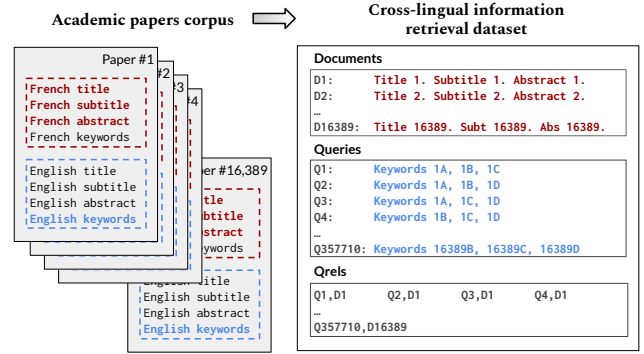 Academic papers corpus
Cross-lingual information
retrieval dataset
Paper #1
#2
#3
#4
er #16,389
French title
French subtitle
French abstract
French keywords
English title
English subtitle
English abstract
English keywords
tle
ubtitle
bstract
eywords
English title
English subtitle
English abstract
English keywords
Documents
D1: Title 1. Subtitle 1. Abstract 1.
D2: Title 2. Subtitle 2. Abstract 2.
…
D16389: Title 16389. Subt 16389. Abs 16389.
Queries
Q1: Keywords 1A, 1B, 1C
Q2: Keywords 1A, 1B, 1D
Q3: Keywords 1A, 1C, 1D
Q4: Keywords 1B, 1C, 1D
…
Q357710: Keywords 16389B, 16389C, 16389D
Qrels
Q1,D1 Q2,D1 Q3,D1 Q4,D1
…
Q357710,D16389